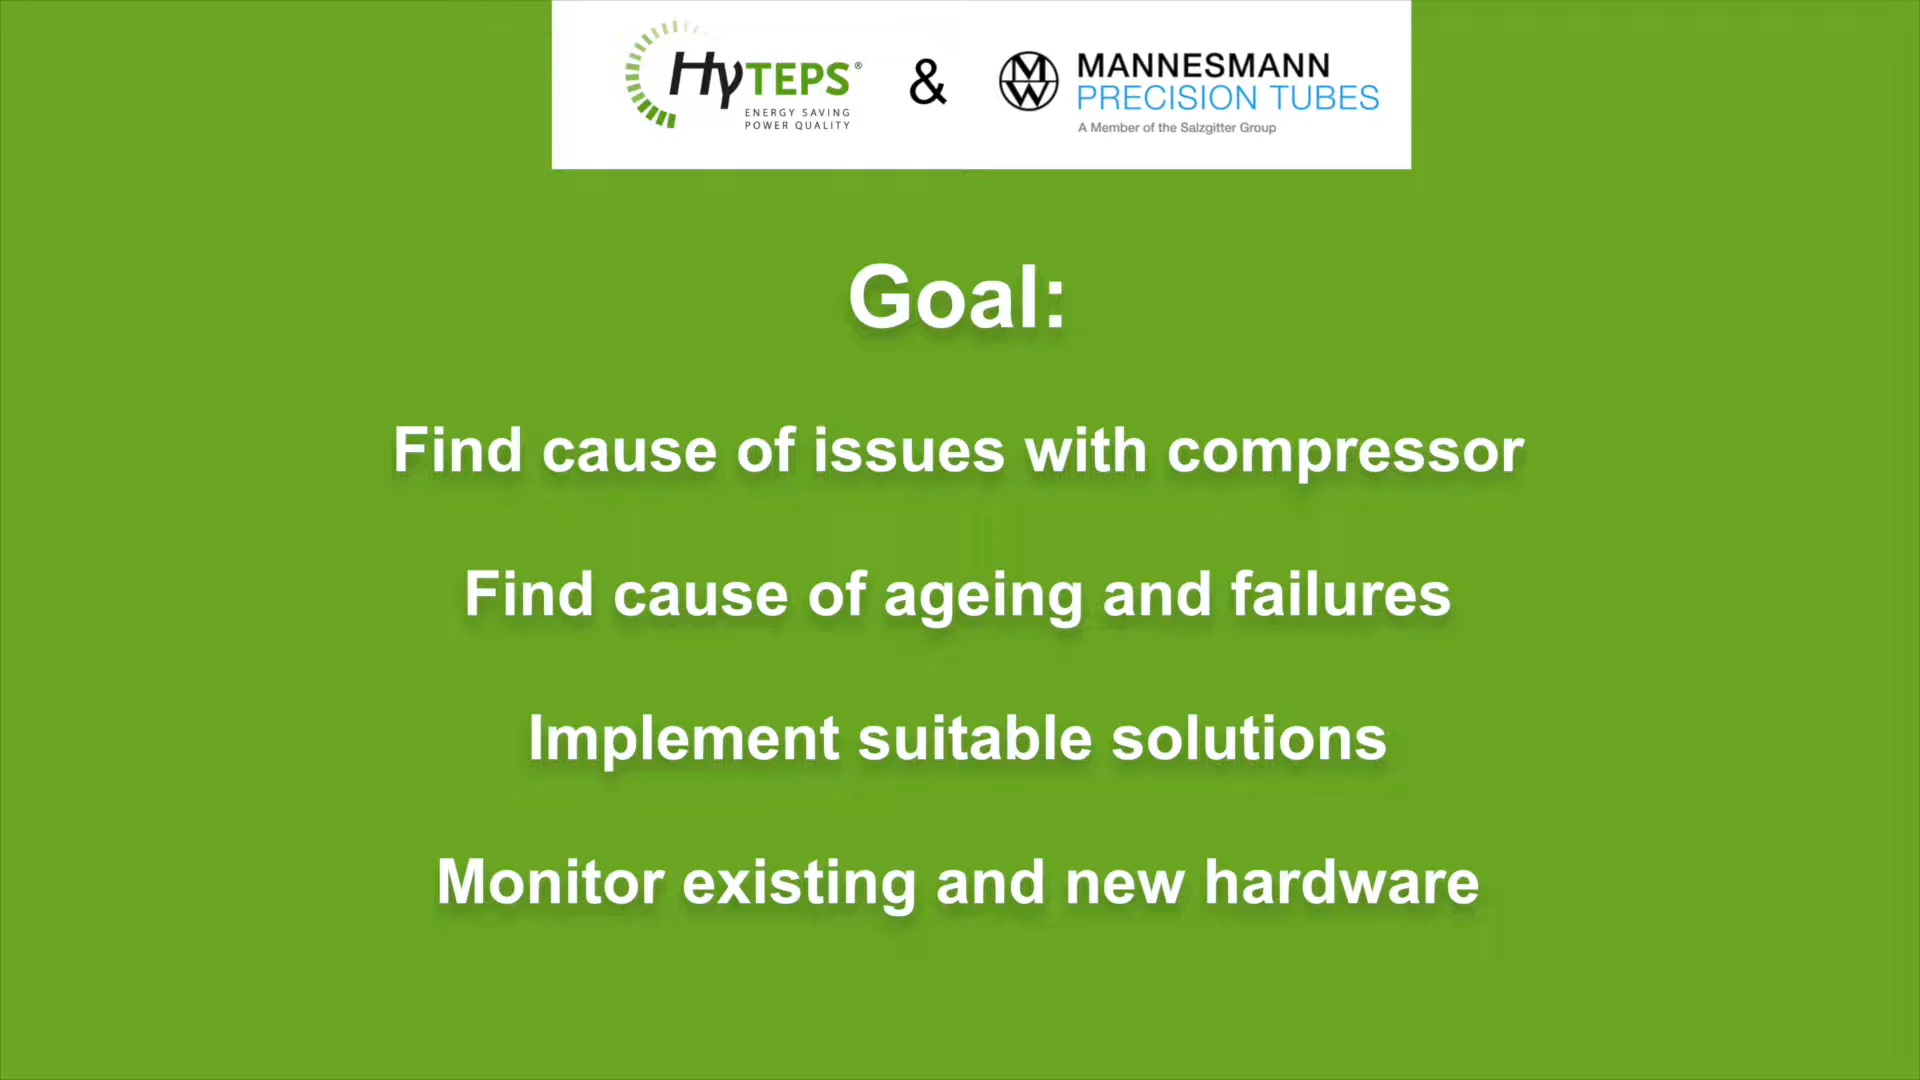 HyTEPS®
ENERGY SAVING
POWER QUALITY
&
MW
MANNESMANN
PRECISION TUBES
A Member of the Salzgitter Group
Goal:
Find cause of issues with compressor
Find cause of ageing and failures
Implement suitable solutions
Monitor existing and new hardware